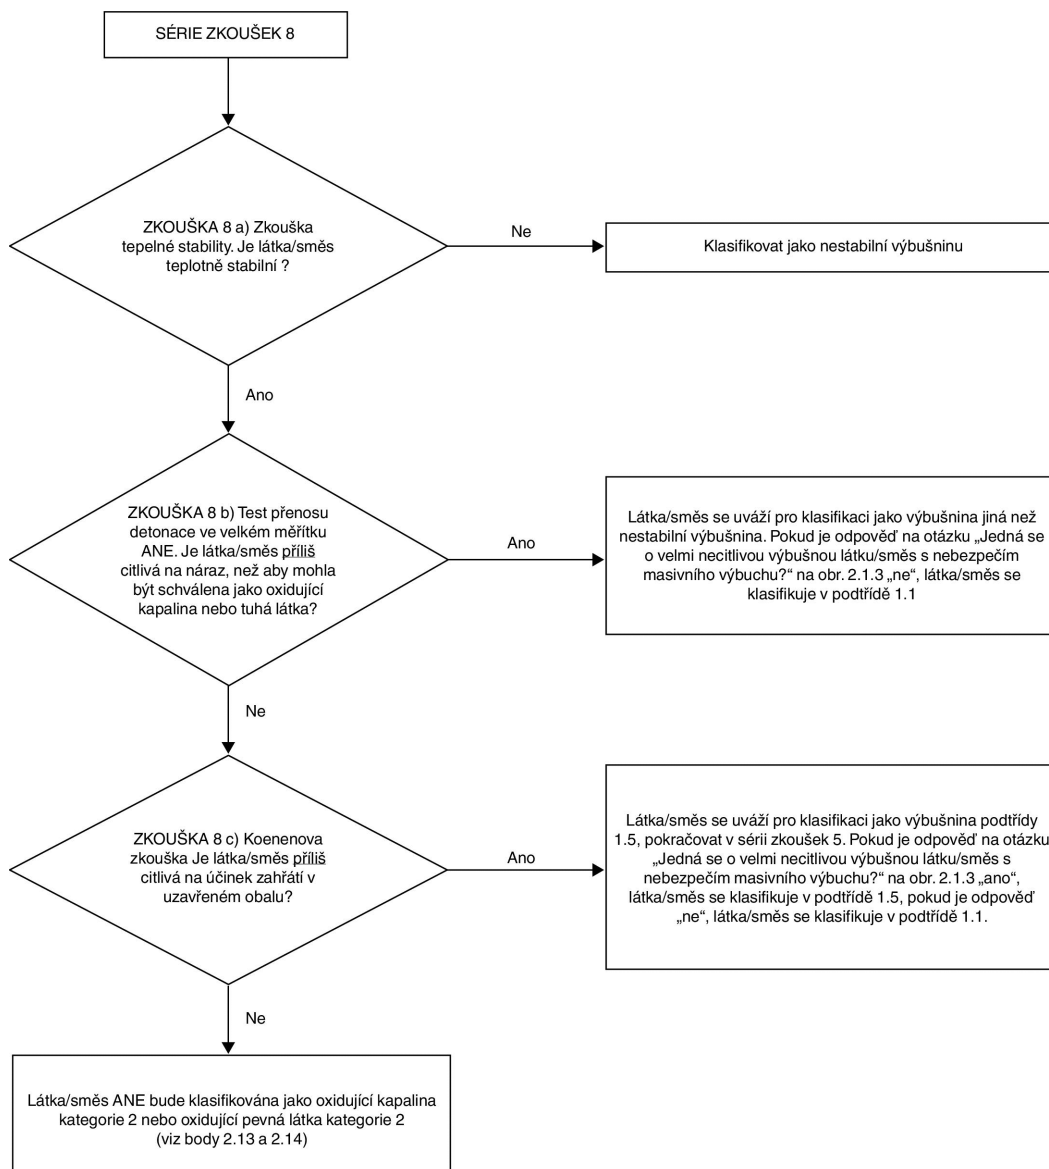 SÉRIE ZKOUŠEK 8
ZKOUŠKA 8 a) Zkouška
tepelné stability. Je látka/směs
teplotně stabilní ?
Ne
Klasifikovat jako nestabilní výbušninu
Ano
ZKOUŠKA 8 b) Test přenosu
detonace ve velkém měřítku
ANE. Je látka/směs příliš
citlivá na náraz, než aby mohla
být schválena jako oxidující
kapalina nebo tuhá látka?
Ano
Látka/směs se uváží pro klasifikaci jako výbušnina jiná než
nestabilní výbušnina. Pokud je odpověď na otázku „Jedná se
o velmi necitlivou výbušnou látku/směs s nebezpečím
masivního výbuchu?“ na obr. 2.1.3 „ne“, látka/směs se
klasifikuje v podtřídě 1.1
Ne
ZKOUŠKA 8 c) Koenenova
zkouška Je látka/směs příliš
citlivá na účinek zahřátí v
uzavřeném obalu?
Ano
Látka/směs se uváží pro klasifikaci jako výbušnina podtřídy
1.5, pokračovat v sérii zkoušek 5. Pokud je odpověď na otázku
„Jedná se o velmi necitlivou výbušnou látku/směs s
nebezpečím masivního výbuchu?“ na obr. 2.1.3 „ano“,
látka/směs se klasifikuje v podtřídě 1.5, pokud je odpověď
„ne“, látka/směs se klasifikuje v podtřídě 1.1.
Ne
Látka/směs ANE bude klasifikována jako oxidující kapalina
kategorie 2 nebo oxidující pevná látka kategorie 2
(viz body 2.13 a 2.14)